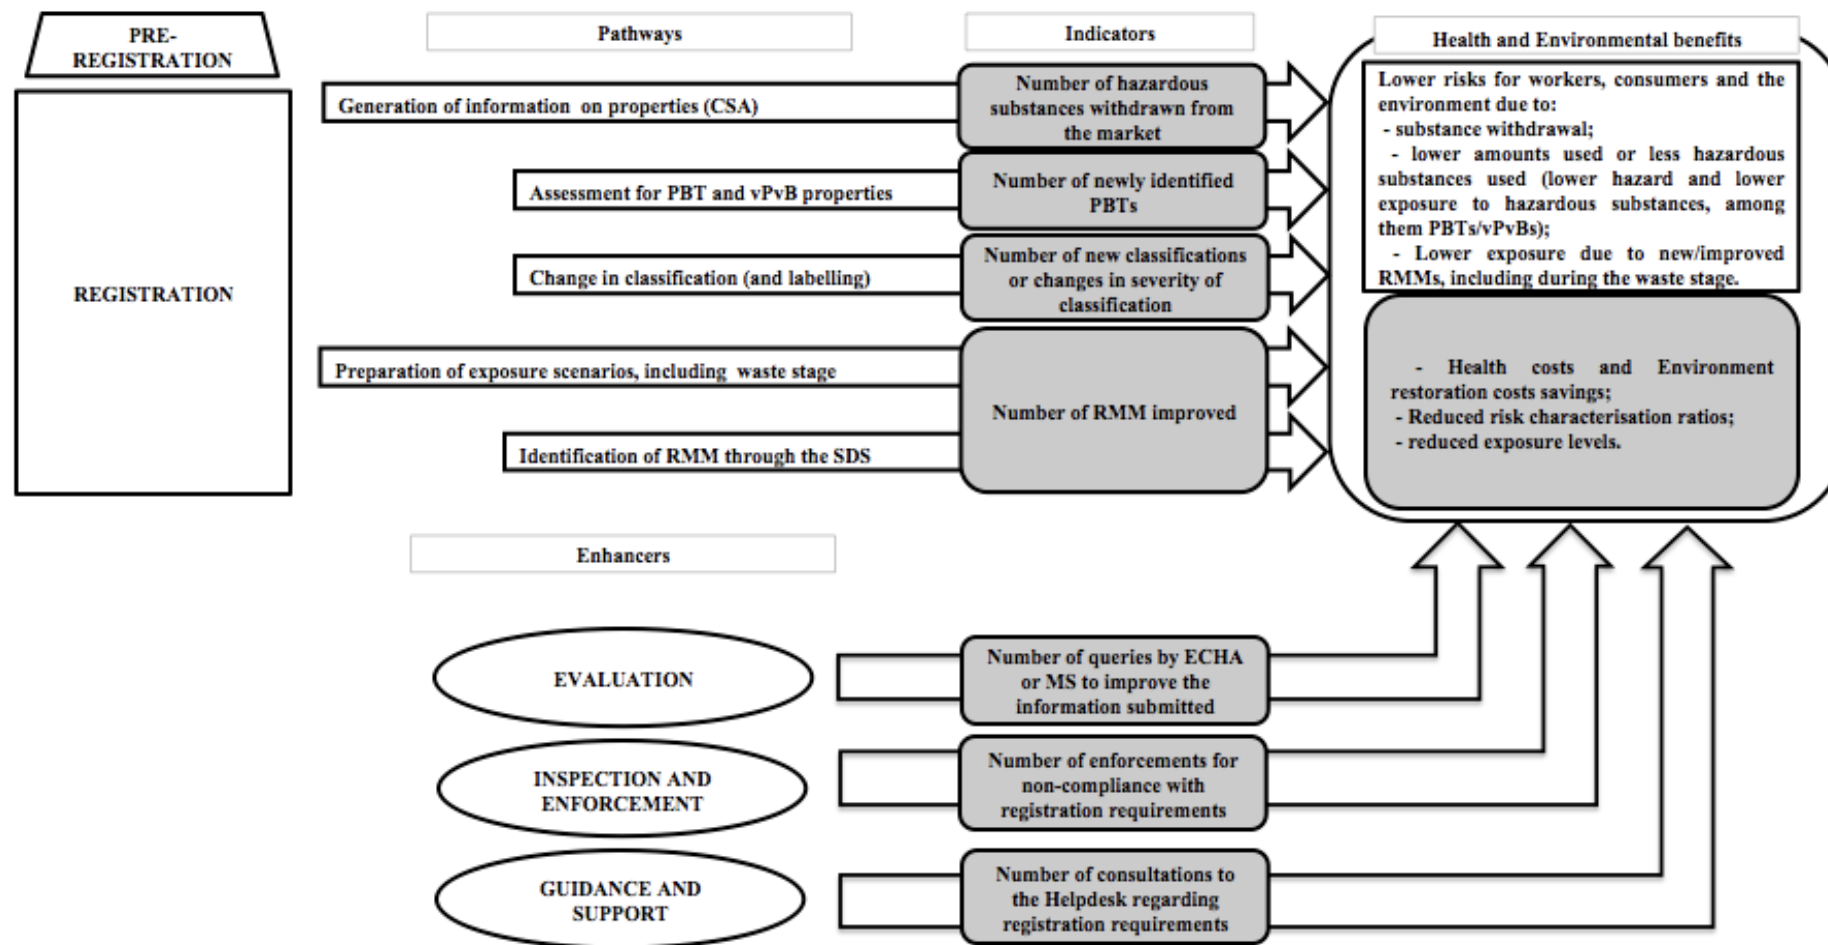 PRE-
REGISTRATION
REGISTRATION
Pathways
Indicators
Health and Environmental benefits
Generation of information on properties (CSA)
Number of hazardous
substances withdrawn from
the market
Assessment for PBT and vPvB properties
Number of newly identified
PBTs
Change in classification (and labelling)
Number of new classifications
or changes in severity of
classification
Preparation of exposure scenarios, including waste stage
Number of RMM improved
Identification of RMM through the SDS
Lower risks for workers, consumers and the
environment due to:
- substance withdrawal;
- lower amounts used or less hazardous
substances used (lower hazard and lower
exposure to hazardous substances, among
them PBTs/vPvBs);
- Lower exposure due to new/improved
RMMs, including during the waste stage.
- Health costs and Environment
restoration costs savings;
- Reduced risk characterisation ratios;
- reduced exposure levels.
Enhancers
EVALUATION
Number of queries by ECHA
or MS to improve the
information submitted
INSPECTION AND
ENFORCEMENT
Number of enforcements for
non-compliance with
registration requirements
GUIDANCE AND
SUPPORT
Number of consultations to
the Helpdesk regarding
registration requirements